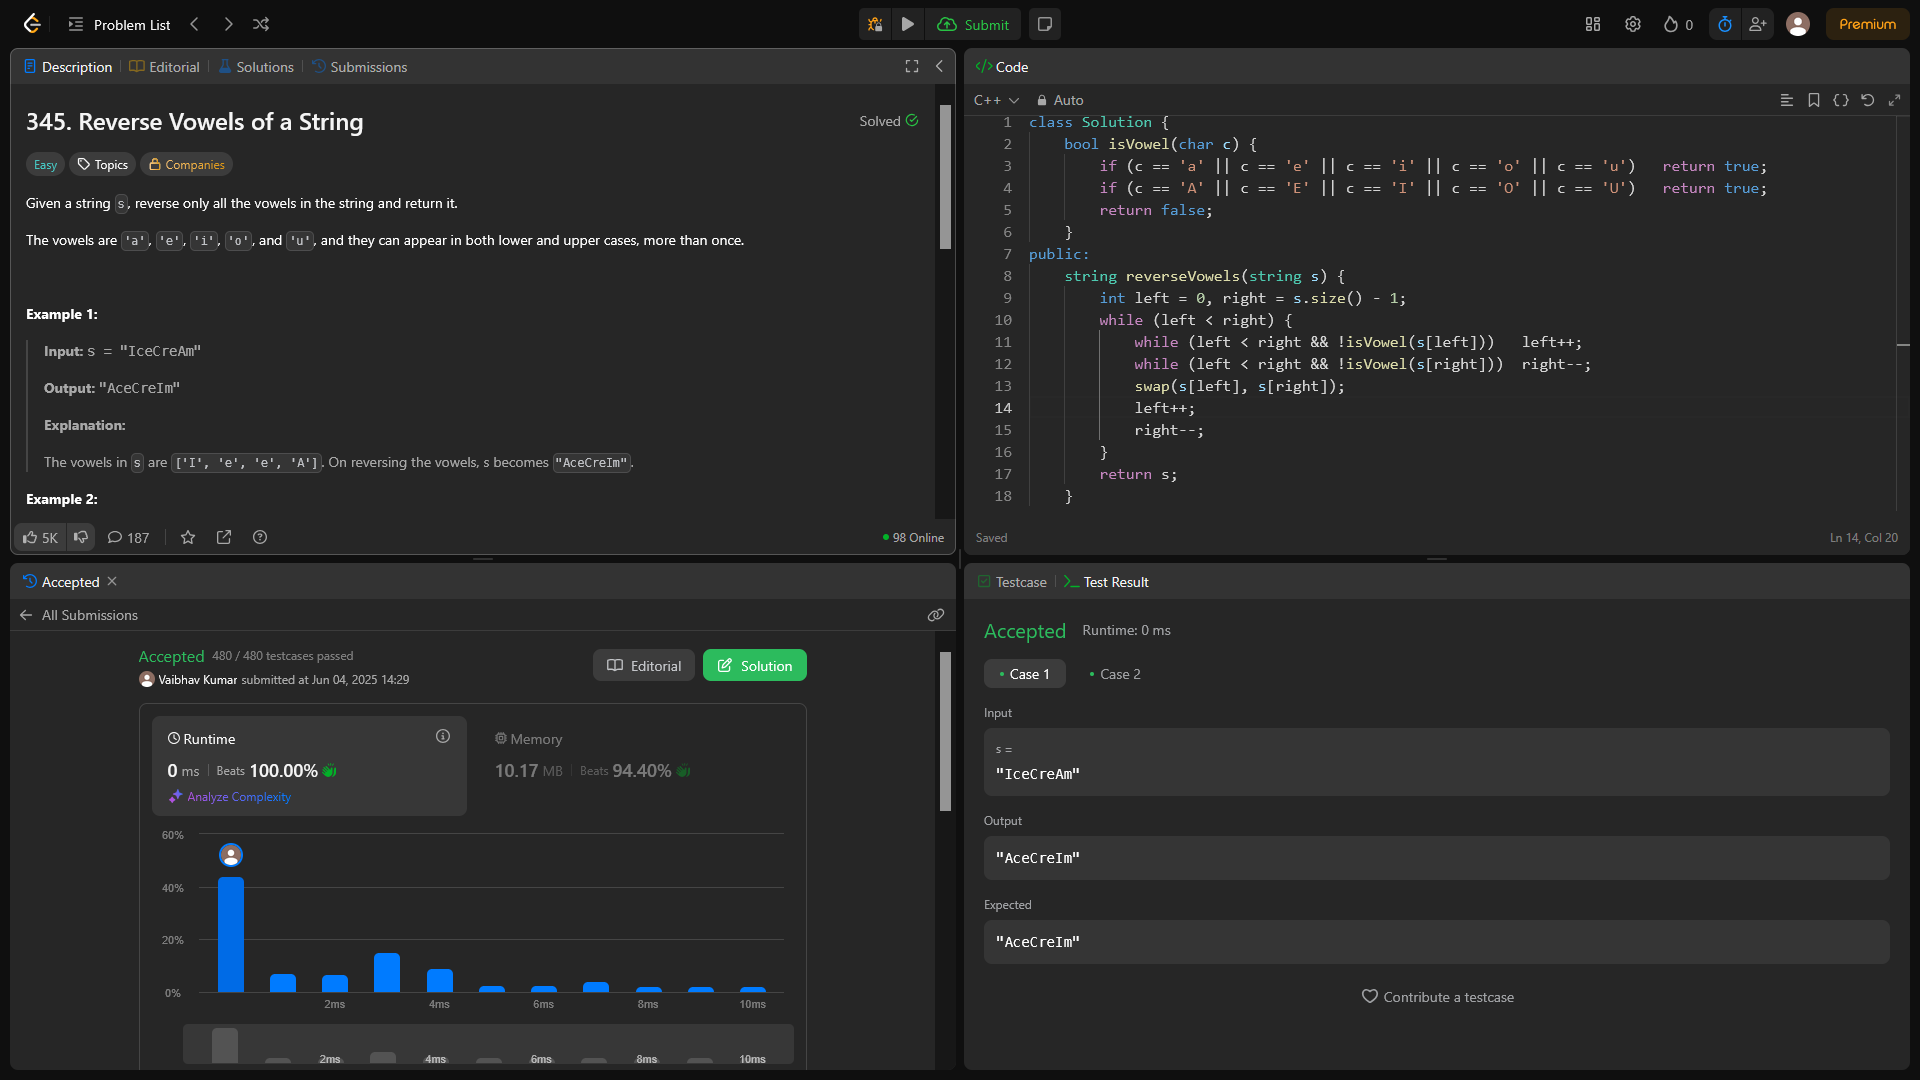 Problem List
Submit
0
Premium
Description
Editorial
Solutions
Submissions
345. Reverse Vowels of a String
Solved
Easy
Topics
Companies
Given a string s, reverse only all the vowels in the string and return it.
The vowels are 'a', 'e', 'i', 'o', and 'u', and they can appear in both lower and upper cases, more than once.
Example 1:
Input: s = "IceCreAm"
Output: "AceCreIm"
Explanation:
The vowels in s are ['I', 'e', 'e', 'A']. On reversing the vowels, s becomes "AceCreIm".
Example 2:
5K
187
98 Online
Code
C++
Auto
1 class Solution {
2 bool isVowel(char c) {
3 if (c == 'a' || c == 'e' || c == 'i' || c == 'o' || c == 'u') return true;
4 if (c == 'A' || c == 'E' || c == 'I' || c == 'O' || c == 'U') return true;
5 return false;
6 }
7 public:
8 string reverseVowels(string s) {
9 int left = 0, right = s.size() - 1;
10 while (left < right) {
11 while (left < right && !isVowel(s[left])) left++;
12 while (left < right && !isVowel(s[right])) right--;
13 swap(s[left], s[right]);
14 left++;
15 right--;
16 }
17 return s;
18 }
Saved
Ln 14, Col 20
Accepted
All Submissions
Accepted 480 / 480 testcases passed
Vaibhav Kumar submitted at Jun 04, 2025 14:29
Editorial
Solution
Runtime
0 ms Beats 100.00%
Analyze Complexity
Memory
10.17 MB Beats 94.40%
60%
40%
20%
0%
2ms 4ms 6ms 8ms 10ms
2ms 4ms 6ms 8ms 10ms
Testcase
Test Result
Accepted Runtime: 0 ms
Case 1
Case 2
Input
s =
"IceCreAm"
Output
"AceCreIm"
Expected
"AceCreIm"
Contribute a testcase